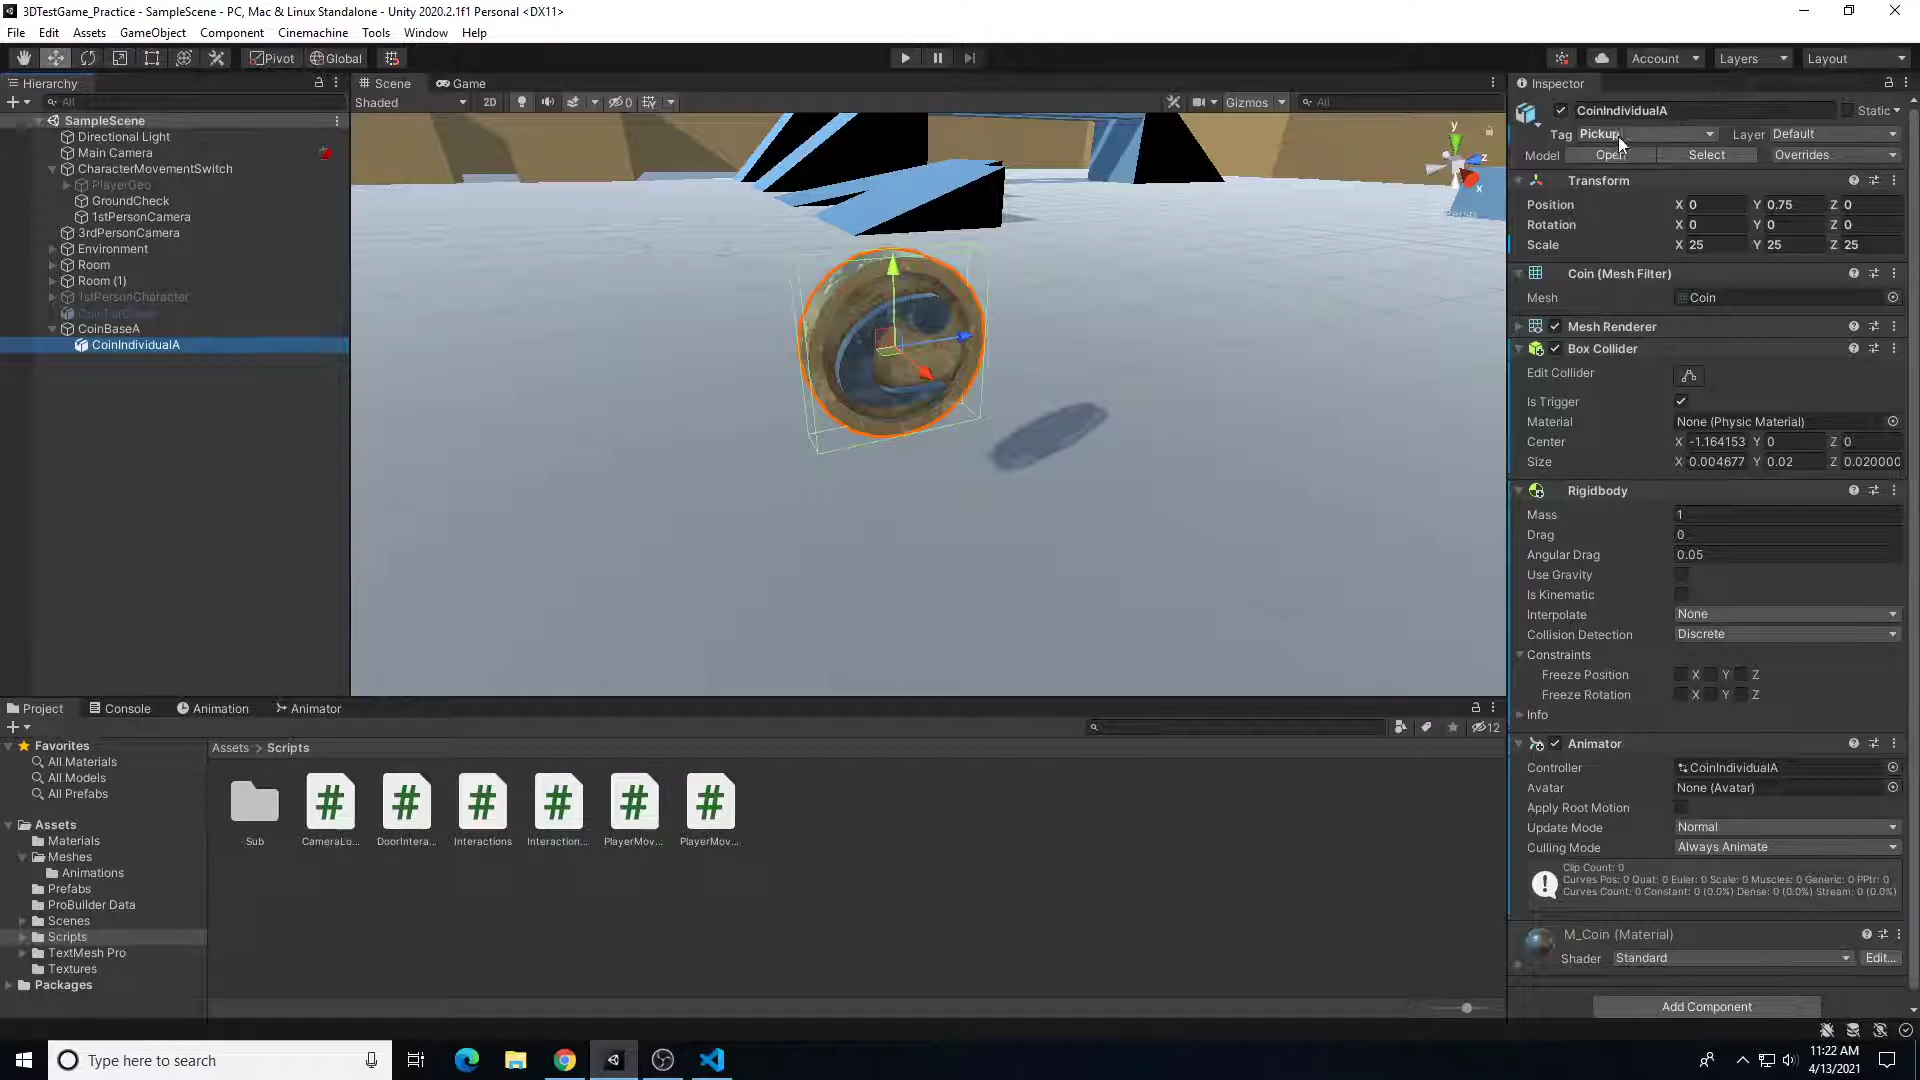 3DTestGame_Practice - SampleScene - PC, Mac & Linux Standalone - Unity 2020.2.1f1 Personal <DX11>
File Edit Assets GameObject Component Cinemachine Tools Window Help
Pivot Global Account Layers Layout
Hierarchy
All
SampleScene
Directional Light
Main Camera
CharacterMovementSwitch
PlayerGeo
GroundCheck
1stPersonCamera
3rdPersonCamera
Environment
Room
Room (1)
1stPersonCharacter
CoinBaseA
CoinIndividualA
Scene Game
Shaded 2D 0 Gizmos All
y
z
x
Persp
Inspector
CoinIndividualA Static
Tag Pickup Layer Default
Model Open Select Overrides
Transform
Position X 0 Y 0.75 Z 0
Rotation X 0 Y 0 Z 0
Scale X 25 Y 25 Z 25
Coin (Mesh Filter)
Mesh Coin
Mesh Renderer
Box Collider
Edit Collider
Is Trigger
Material None (Physic Material)
Center X -1.164153 Y 0 Z 0
Size X 0.004677 Y 0.02 Z 0.020000
Rigidbody
Mass 1
Drag 0
Angular Drag 0.05
Use Gravity
Is Kinematic
Interpolate None
Collision Detection Discrete
Constraints
Freeze Position X Y Z
Freeze Rotation X Y Z
Info
Animator
Controller CoinIndividualA
Avatar None (Avatar)
Apply Root Motion
Update Mode Normal
Culling Mode Always Animate
Clip Count: 0
Curves Pos: 0 Quat: 0 Euler: 0 Scale: 0 Muscles: 0 Generic: 0 PPtr: 0
Curves Count: 0 Constant: 0 (0.0%) Dense: 0 (0.0%) Stream: 0 (0.0%)
M_Coin (Material)
Shader Standard Edit...
Add Component
Project Console Animation Animator
12
Favorites
All Materials
All Models
All Prefabs
Assets
Materials
Meshes
Animations
Prefabs
ProBuilder Data
Scenes
Scripts
TextMesh Pro
Textures
Packages
Assets > Scripts
Sub CameraLo... DoorIntera... Interactions Interaction... PlayerMov... PlayerMov...
Type here to search
11:22 AM
4/13/2021